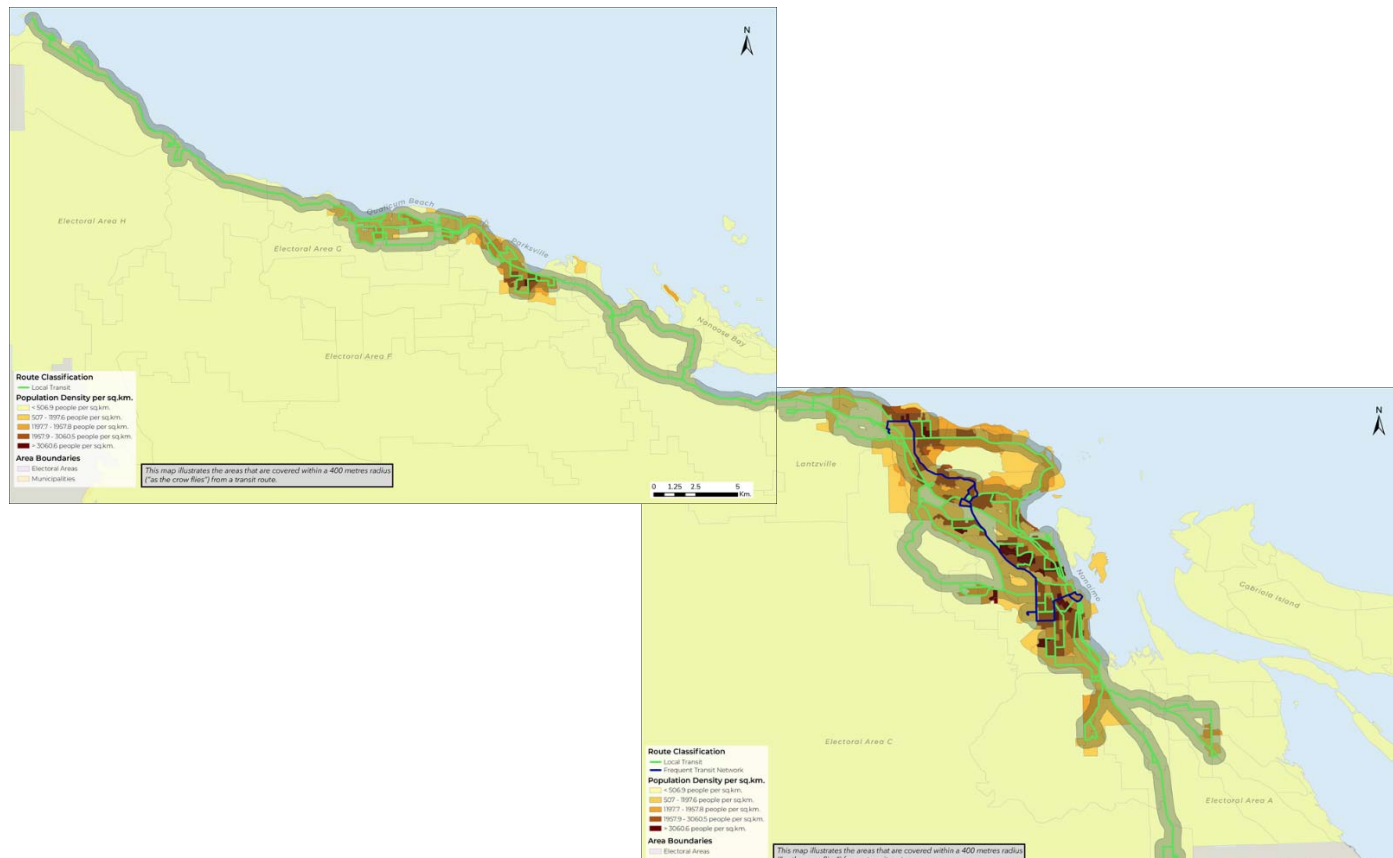 N
Qualicum Beach
Electoral Area H
Electoral Area G
Parksville
Nanoose Bay
Electoral Area F
Route Classification
Local Transit
Population Density per sq.km.
< 506.9 people per sq.km.
507 - 1197.6 people per sq.km.
1197.7 - 1957.8 people per sq.km.
1957.9 - 3060.5 people per sq.km.
> 3060.6 people per sq.km.
Area Boundaries
Electoral Areas
Municipalities
This map illustrates the areas that are covered within a 400 metres radius
("as the crow flies") from a transit route.
0 1.25 2.5 5
Km.
N
Lantzville
Nanaimo
Gabriola Island
Electoral Area C
Electoral Area A
Route Classification
Local Transit
Frequent Transit Network
Population Density per sq.km.
< 506.9 people per sq.km.
507 - 1197.6 people per sq.km.
1197.7 - 1957.8 people per sq.km.
1957.9 - 3060.5 people per sq.km.
> 3060.6 people per sq.km.
Area Boundaries
Electoral Areas
This map illustrates the areas that are covered within a 400 metres radius